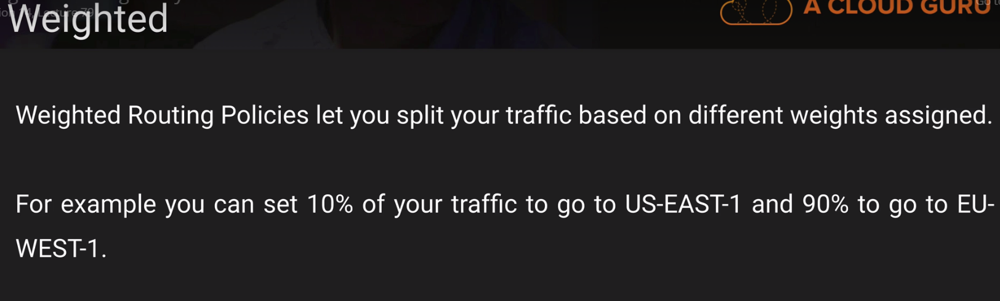 Weighted
A CLOUD GURU
Weighted Routing Policies let you split your traffic based on different weights assigned.
For example you can set 10% of your traffic to go to US-EAST-1 and 90% to go to EU-
WEST-1.